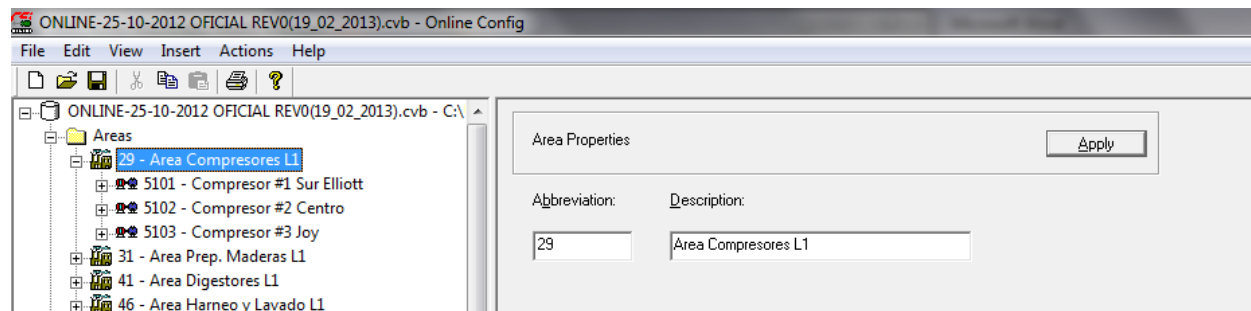 ONLINE-25-10-2012 OFICIAL REV0(19_02_2013).cvb - Online Config
File Edit View Insert Actions Help
ONLINE-25-10-2012 OFICIAL REV0(19_02_2013).cvb - C:\
Areas
29 - Area Compresores L1
5101 - Compresor #1 Sur Elliott
5102 - Compresor #2 Centro
5103 - Compresor #3 Joy
31 - Area Prep. Maderas L1
41 - Area Digestores L1
46 - Area Harneo y Lavado L1
Area Properties
Apply
Abbreviation: Description:
29 Area Compresores L1